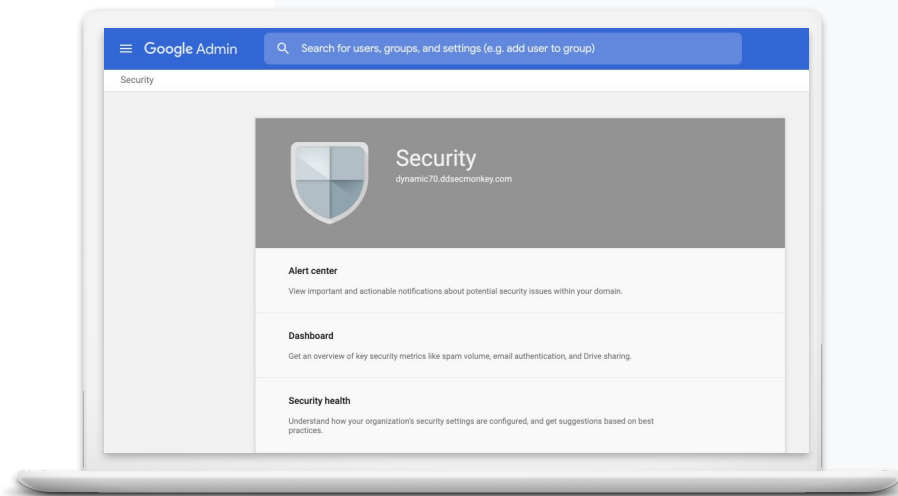 Google Admin
Search for users, groups, and settings (e.g. add user to group)
Security
Security
dynamic70.ddsecmonkey.com
Alert center
View important and actionable notifications about potential security issues within your domain.
Dashboard
Get an overview of key security metrics like spam volume, email authentication, and Drive sharing.
Security health
Understand how your organization's security settings are configured, and get suggestions based on best
practices.